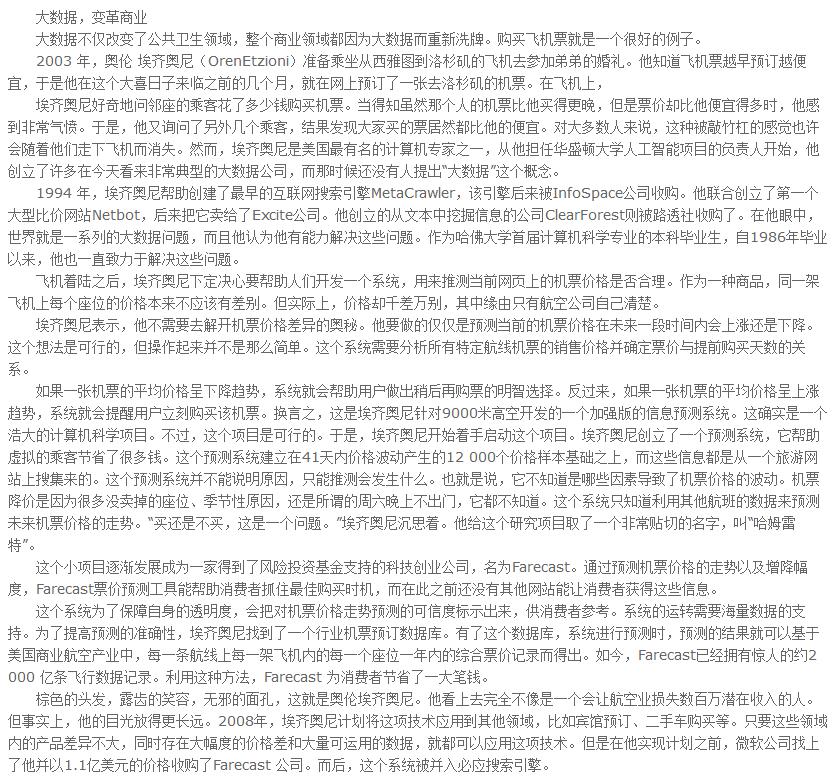 大数据，变革商业
大数据不仅改变了公共卫生领域，整个商业领域都因为大数据而重新洗牌。购买飞机票就是一个很好的例子。
2003 年，奥伦 埃齐奥尼（OrenEtzioni）准备乘坐从西雅图到洛杉矶的飞机去参加弟弟的婚礼。他知道飞机票越早预订越便
宜，于是他在这个大喜日子来临之前的几个月，就在网上预订了一张去洛杉矶的机票。在飞机上，
埃齐奥尼好奇地问邻座的乘客花了多少钱购买机票。当得知虽然那个人的机票比他买得更晚，但是票价却比他便宜得多时，他感
到非常气愤。于是，他又询问了另外几个乘客，结果发现大家买的票居然都比他的便宜。对大多数人来说，这种被敲竹杠的感觉也许
会随着他们走下飞机而消失。然而，埃齐奥尼是美国最有名的计算机专家之一，从他担任华盛顿大学人工智能项目的负责人开始，他
创立了许多在今天看来非常典型的大数据公司，而那时候还没有人提出“大数据”这个概念。
1994 年，埃齐奥尼帮助创建了最早的互联网搜索引擎MetaCrawler，该引擎后来被InfoSpace公司收购。他联合创立了第一个
大型比价网站Netbot，后来把它卖给了Excite公司。他创立的从文本中挖掘信息的公司ClearForest则被路透社收购了。在他眼中，
世界就是一系列的大数据问题，而且他认为他有能力解决这些问题。作为哈佛大学首届计算机科学专业的本科毕业生，自1986年毕业
以来，他也一直致力于解决这些问题。
飞机着陆之后，埃齐奥尼下定决心要帮助人们开发一个系统，用来推测当前网页上的机票价格是否合理。作为一种商品，同一架
飞机上每个座位的价格本来不应该有差别。但实际上，价格却千差万别，其中缘由只有航空公司自己清楚。
埃齐奥尼表示，他不需要去解开机票价格差异的奥秘。他要做的仅仅是预测当前的机票价格在未来一段时间内会上涨还是下降。
这个想法是可行的，但操作起来并不是那么简单。这个系统需要分析所有特定航线机票的销售价格并确定票价与提前购买天数的关
系。
如果一张机票的平均价格呈下降趋势，系统就会帮助用户做出稍后再购票的明智选择。反过来，如果一张机票的平均价格呈上涨
趋势，系统就会提醒用户立刻购买该机票。换言之，这是埃齐奥尼针对9000米高空开发的一个加强版的信息预测系统。这确实是一个
浩大的计算机科学项目。不过，这个项目是可行的。于是，埃齐奥尼开始着手启动这个项目。埃齐奥尼创立了一个预测系统，它帮助
虚拟的乘客节省了很多钱。这个预测系统建立在41天内价格波动产生的12 000个价格样本基础之上，而这些信息都是从一个旅游网
站上搜集来的。这个预测系统并不能说明原因，只能推测会发生什么。也就是说，它不知道是哪些因素导致了机票价格的波动。机票
降价是因为很多没卖掉的座位、季节性原因，还是所谓的周六晚上不出门，它都不知道。这个系统只知道利用其他航班的数据来预测
未来机票价格的走势。“买还是不买，这是一个问题。”埃齐奥尼沉思着。他给这个研究项目取了一个非常贴切的名字，叫“哈姆雷
特”。
这个小项目逐渐发展成为一家得到了风险投资基金支持的科技创业公司，名为Farecast。通过预测机票价格的走势以及增降幅
度，Farecast票价预测工具能帮助消费者抓住最佳购买时机，而在此之前还没有其他网站能让消费者获得这些信息。
这个系统为了保障自身的透明度，会把对机票价格走势预测的可信度标示出来，供消费者参考。系统的运转需要海量数据的支
持。为了提高预测的准确性，埃齐奥尼找到了一个行业机票预订数据库。有了这个数据库，系统进行预测时，预测的结果就可以基于
美国商业航空产业中，每一条航线上每一架飞机内的每一个座位一年内的综合票价记录而得出。如今，Farecast已经拥有惊人的约2
000 亿条飞行数据记录。利用这种方法，Farecast 为消费者节省了一大笔钱。
棕色的头发，露齿的笑容，无邪的面孔，这就是奥伦埃齐奥尼。他看上去完全不像是一个会让航空业损失数百万潜在收入的人。
但事实上，他的目光放得更长远。2008年，埃齐奥尼计划将这项技术应用到其他领域，比如宾馆预订、二手车购买等。只要这些领域
内的产品差异不大，同时存在大幅度的价格差和大量可运用的数据，就都可以应用这项技术。但是在他实现计划之前，微软公司找上
了他并以1.1亿美元的价格收购了Farecast 公司。而后，这个系统被并入必应搜索引擎。